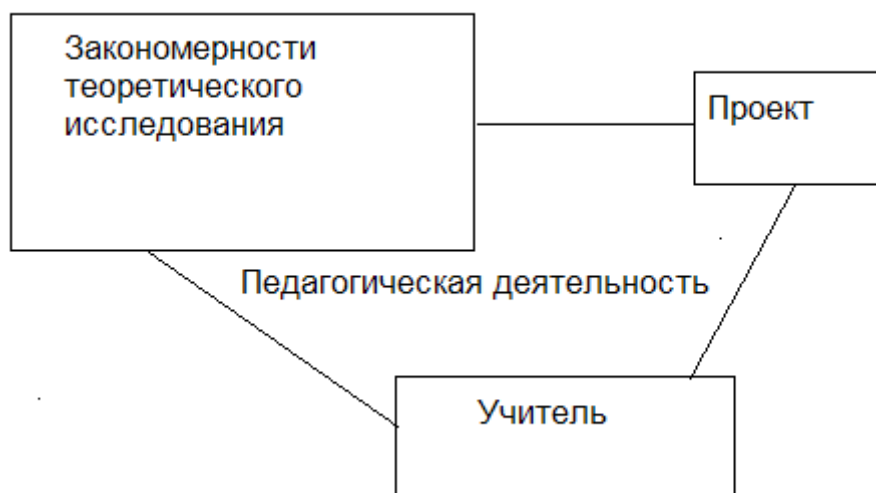 Закономерности
теоретического
исследования
Проект
Педагогическая деятельность
Учитель